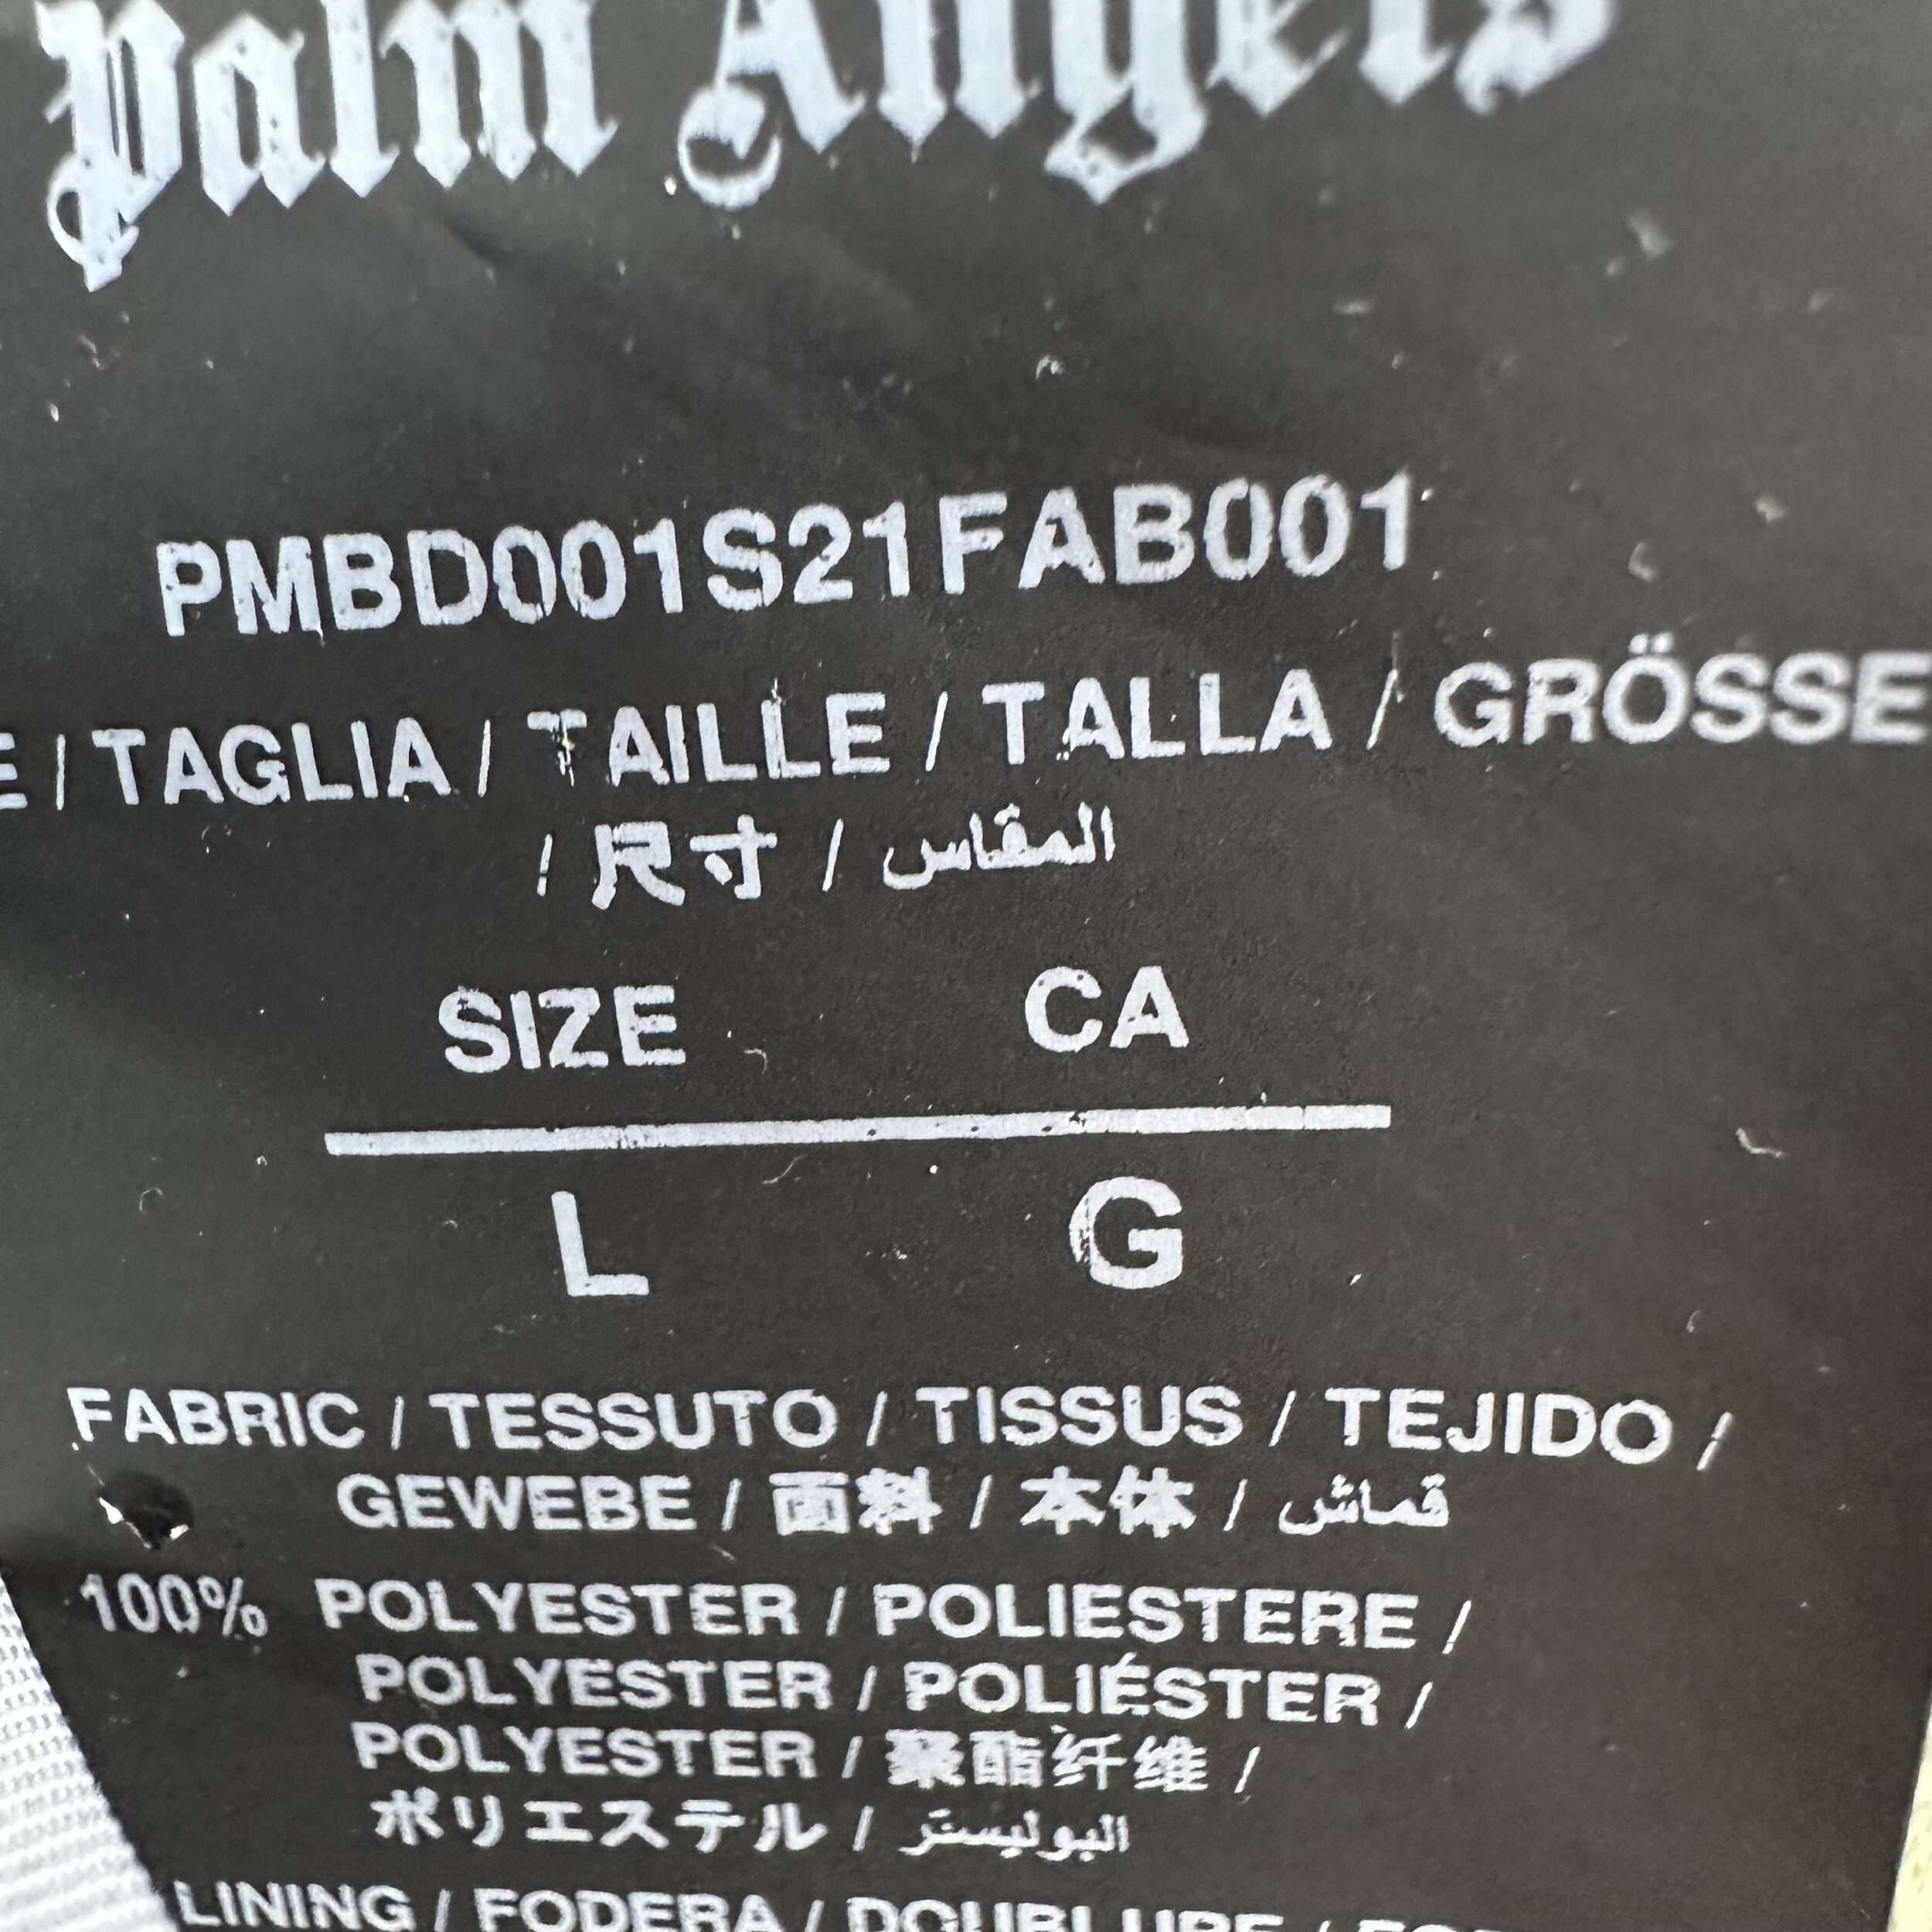 Palm Angels
PMBD001S21FAB001
E / TAGLIA / TAILLE / TALLA / GRÖSSE
/ 尺寸 / المقاس
SIZE CA
L G
FABRIC / TESSUTO / TISSUS / TEJIDO /
GEWEBE / 面料 / 本体 / قماش
100% POLYESTER / POLIESTERE /
POLYESTER / POLIÉSTER /
POLYESTER / 聚酯纤维 /
ポリエステル / البوليستر
LINING / FODERA / DOUBLURE /